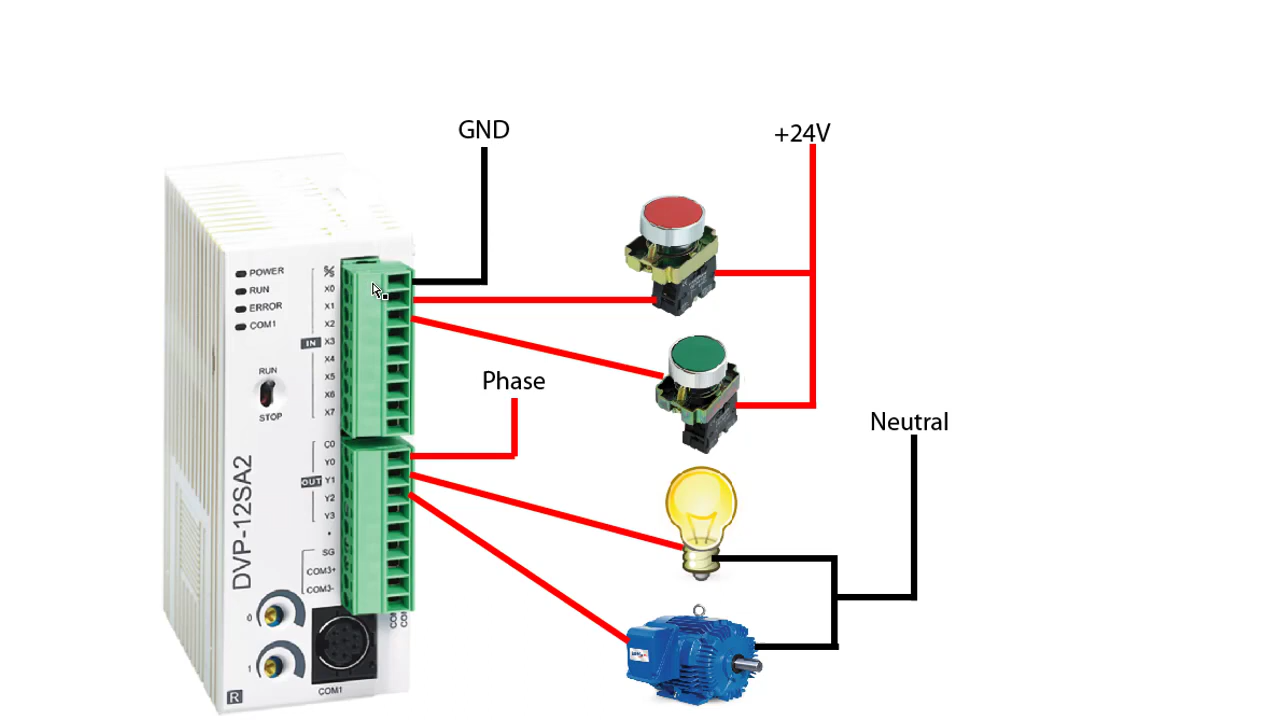 GND
+24V
POWER
RUN
ERROR
COM1
RUN
STOP
S/S
X0
X1
X2
IN
X3
X4
X5
X6
X7
Phase
Neutral
C0
Y0
OUT
Y1
Y2
Y3
SG
COM3+
COM3-
DVP-12SA2
0
1
R
COM1